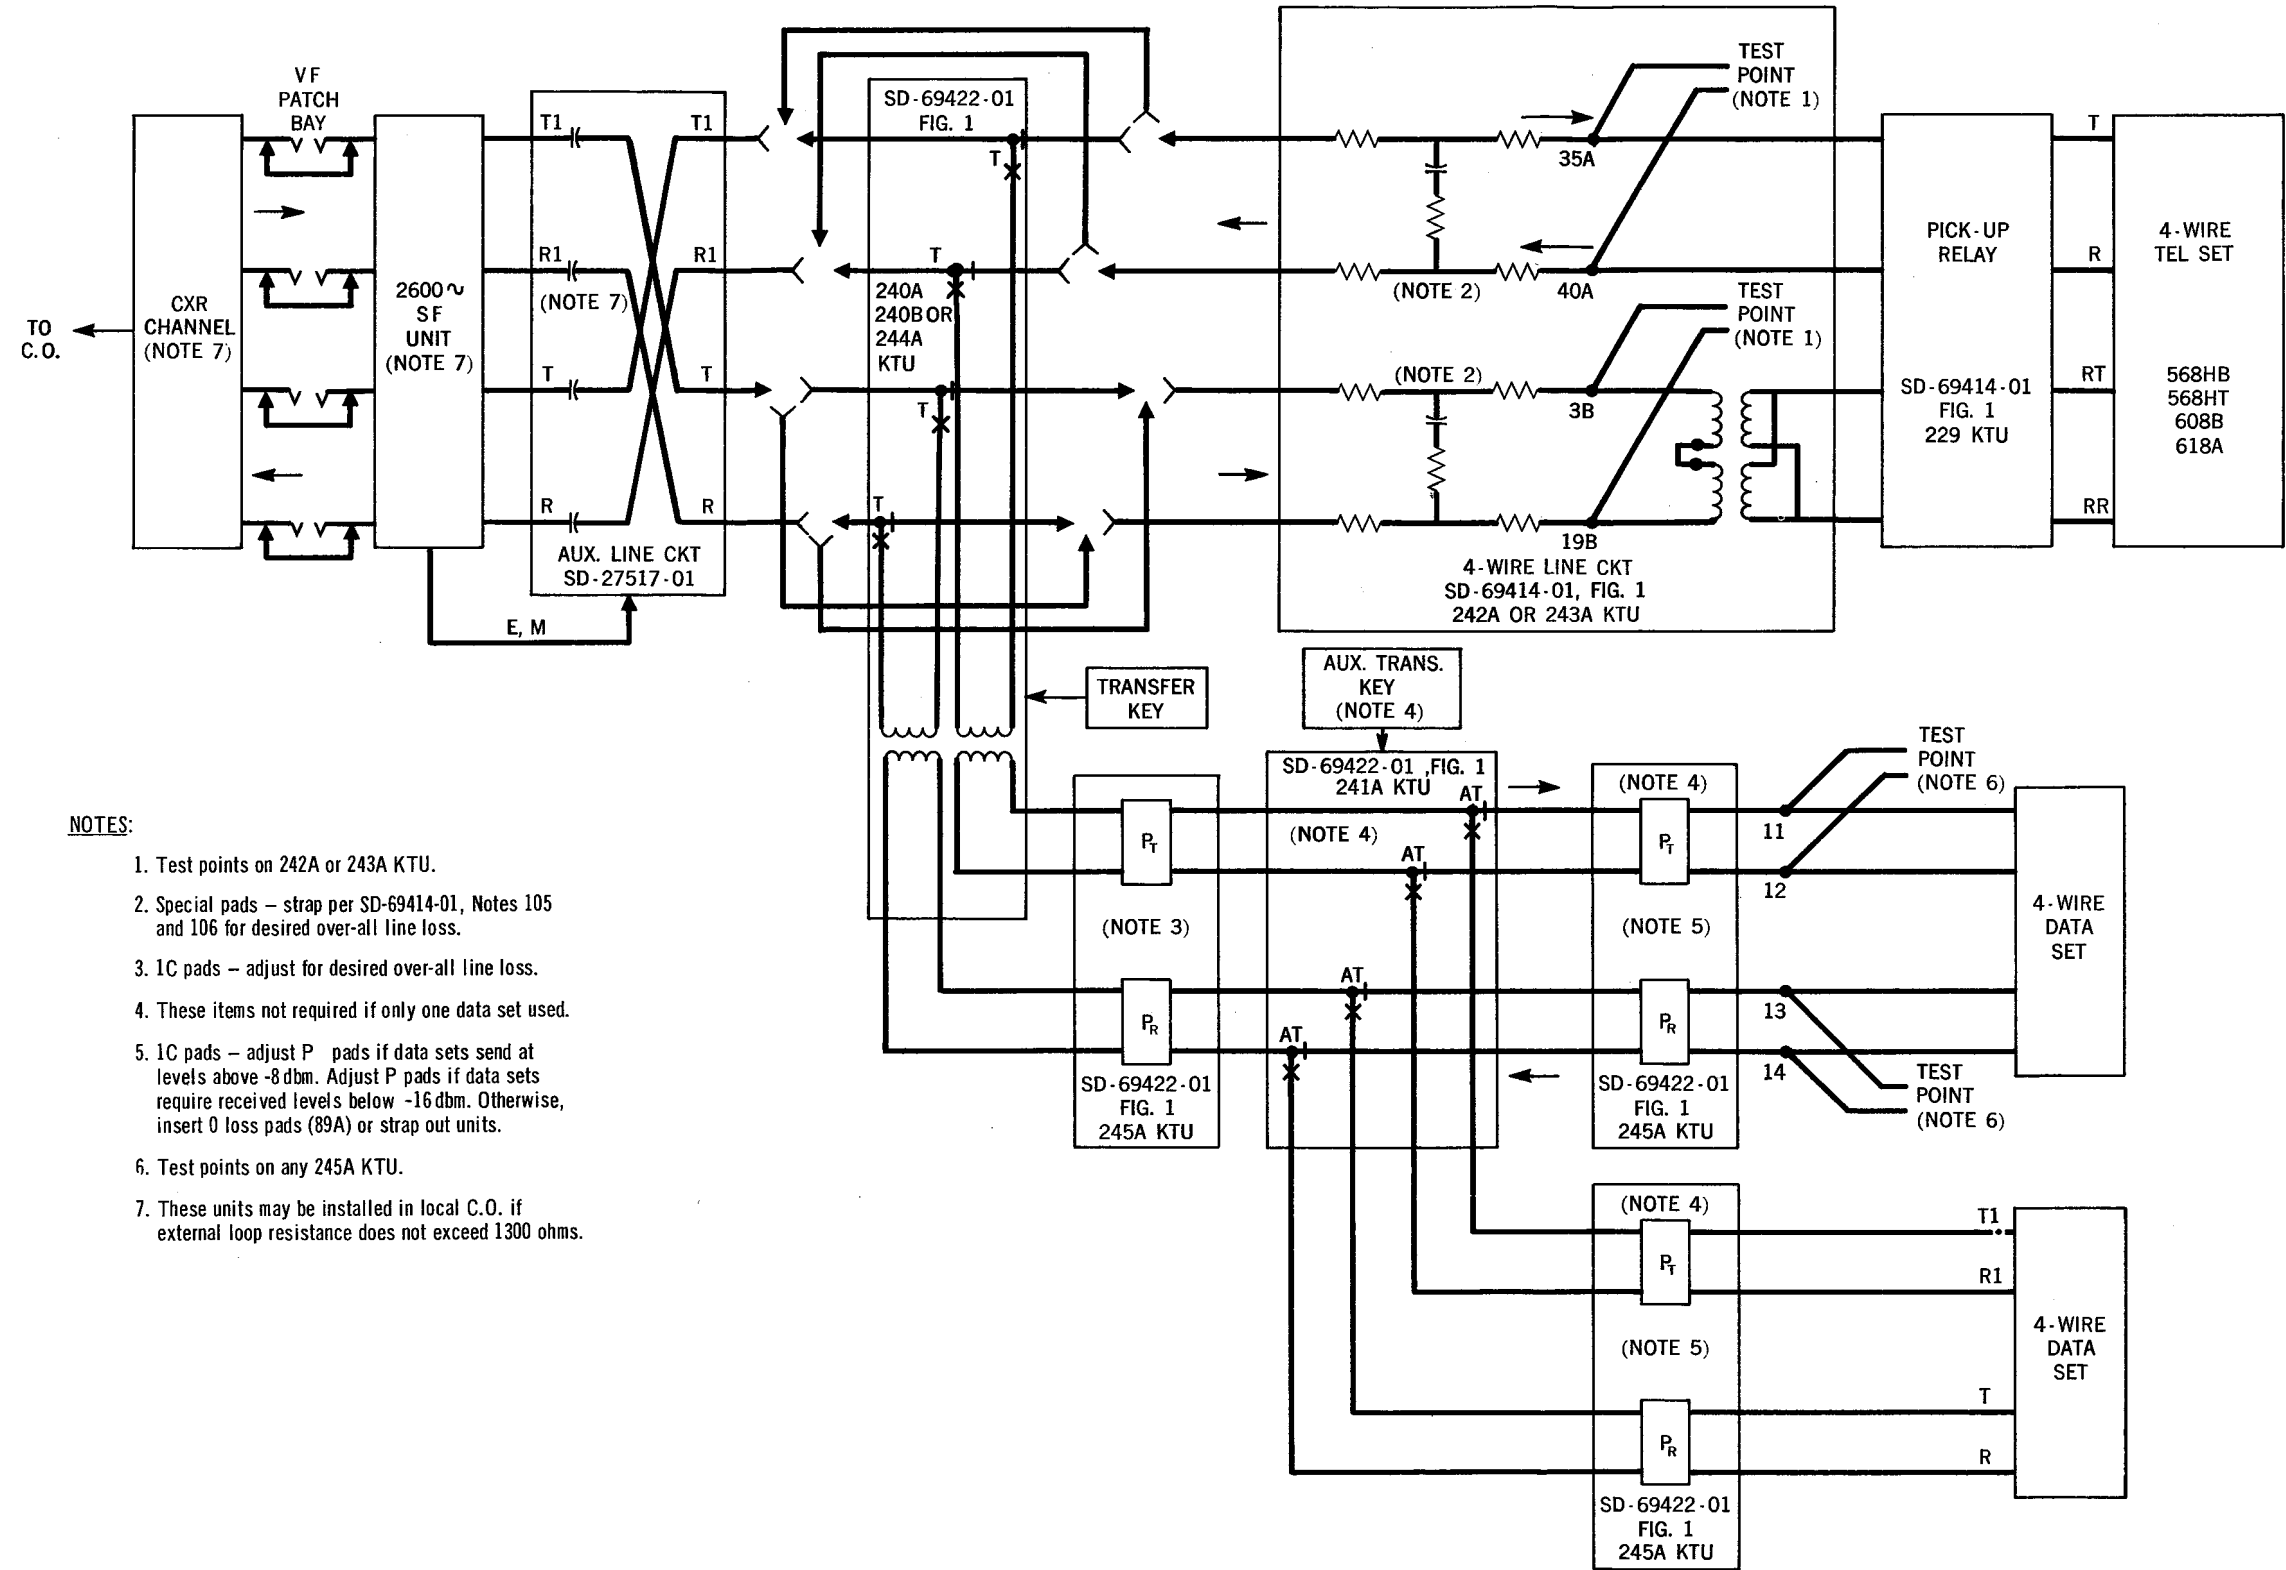 VF
PATCH
BAY
TO
C.O.
CXR
CHANNEL
(NOTE 7)
2600~
SF
UNIT
(NOTE 7)
E, M
T1
R1
(NOTE 7)
T
R
T1
R1
T
R
AUX. LINE CKT
SD-27517-01
SD-69422-01
FIG. 1
T
T
240A
240B OR
244A
KTU
T
T
TRANSFER
KEY
TEST
POINT
(NOTE 1)
35A
(NOTE 2)
40A
TEST
POINT
(NOTE 1)
(NOTE 2)
3B
19B
4-WIRE LINE CKT
SD-69414-01, FIG. 1
242A OR 243A KTU
PICK-UP
RELAY
SD-69414-01
FIG. 1
229 KTU
T
R
RT
RR
4-WIRE
TEL SET
568HB
568HT
608B
618A
AUX. TRANS.
KEY
(NOTE 4)
SD-69422-01 ,FIG. 1
241A KTU
AT
(NOTE 4)
AT
AT
AT
PT
(NOTE 3)
PR
SD-69422-01
FIG. 1
245A KTU
(NOTE 4)
PT
(NOTE 5)
PR
SD-69422-01
FIG. 1
245A KTU
TEST
POINT
(NOTE 6)
11
12
13
14
TEST
POINT
(NOTE 6)
4-WIRE
DATA
SET
(NOTE 4)
PT
(NOTE 5)
PR
SD-69422-01
FIG. 1
245A KTU
T1
R1
T
R
4-WIRE
DATA
SET
NOTES:
1. Test points on 242A or 243A KTU.
2. Special pads – strap per SD-69414-01, Notes 105
and 106 for desired over-all line loss.
3. 1C pads – adjust for desired over-all line loss.
4. These items not required if only one data set used.
5. 1C pads – adjust P pads if data sets send at
levels above -8 dbm. Adjust P pads if data sets
require received levels below -16 dbm. Otherwise,
insert 0 loss pads (89A) or strap out units.
6. Test points on any 245A KTU.
7. These units may be installed in local C.O. if
external loop resistance does not exceed 1300 ohms.